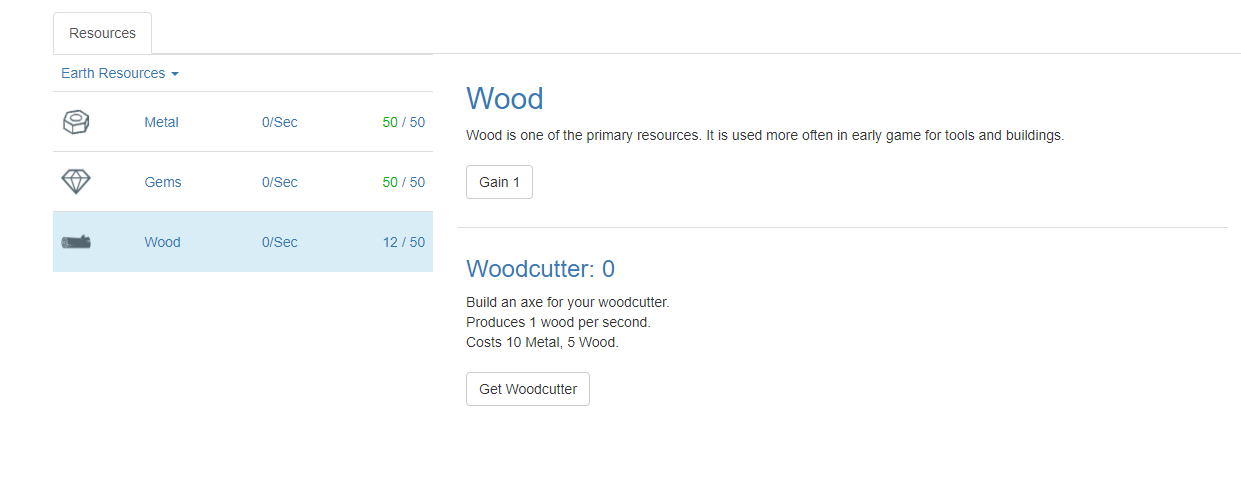 Resources
Earth Resources
Metal 0/Sec 50 / 50
Gems 0/Sec 50 / 50
Wood 0/Sec 12 / 50
Wood
Wood is one of the primary resources. It is used more often in early game for tools and buildings.
Gain 1
Woodcutter: 0
Build an axe for your woodcutter.
Produces 1 wood per second.
Costs 10 Metal, 5 Wood.
Get Woodcutter